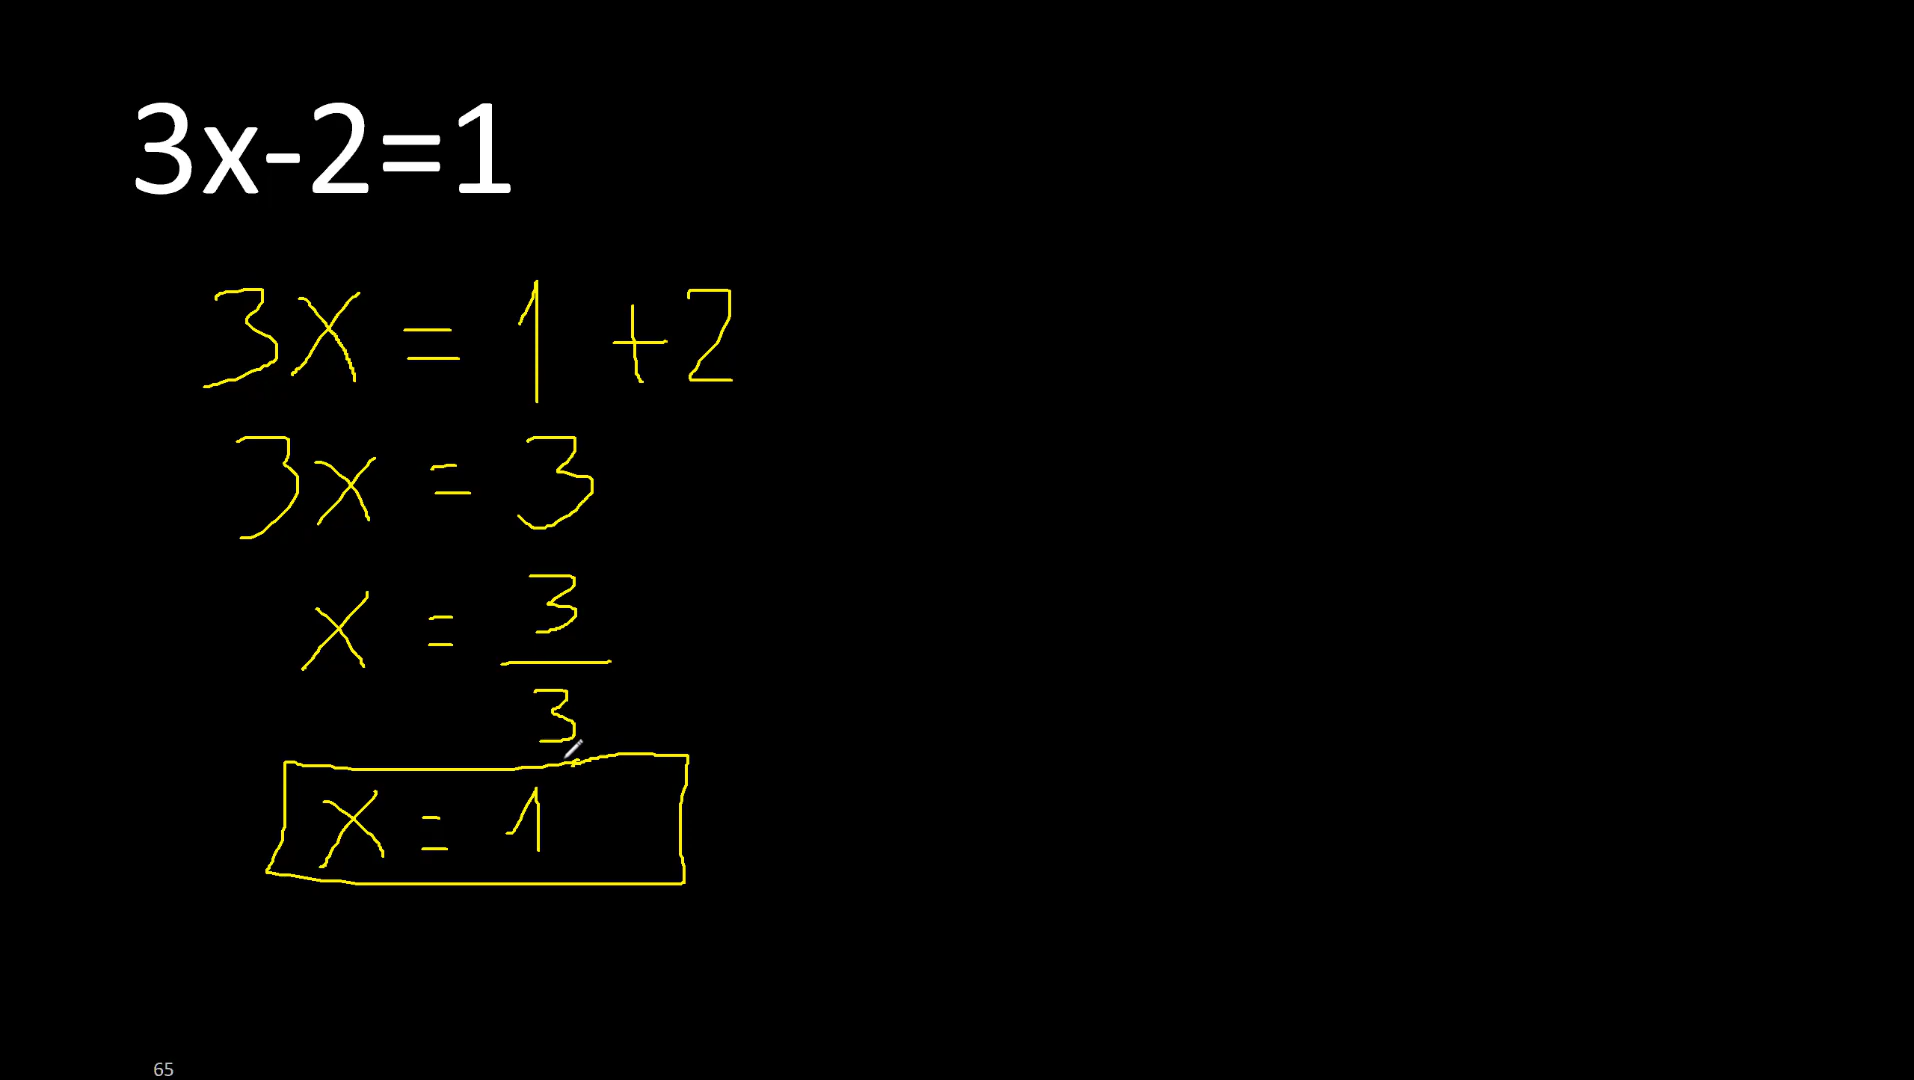 3x-2=1
3x = 1 +2
3x = 3
x = 3/3
x = 1
65